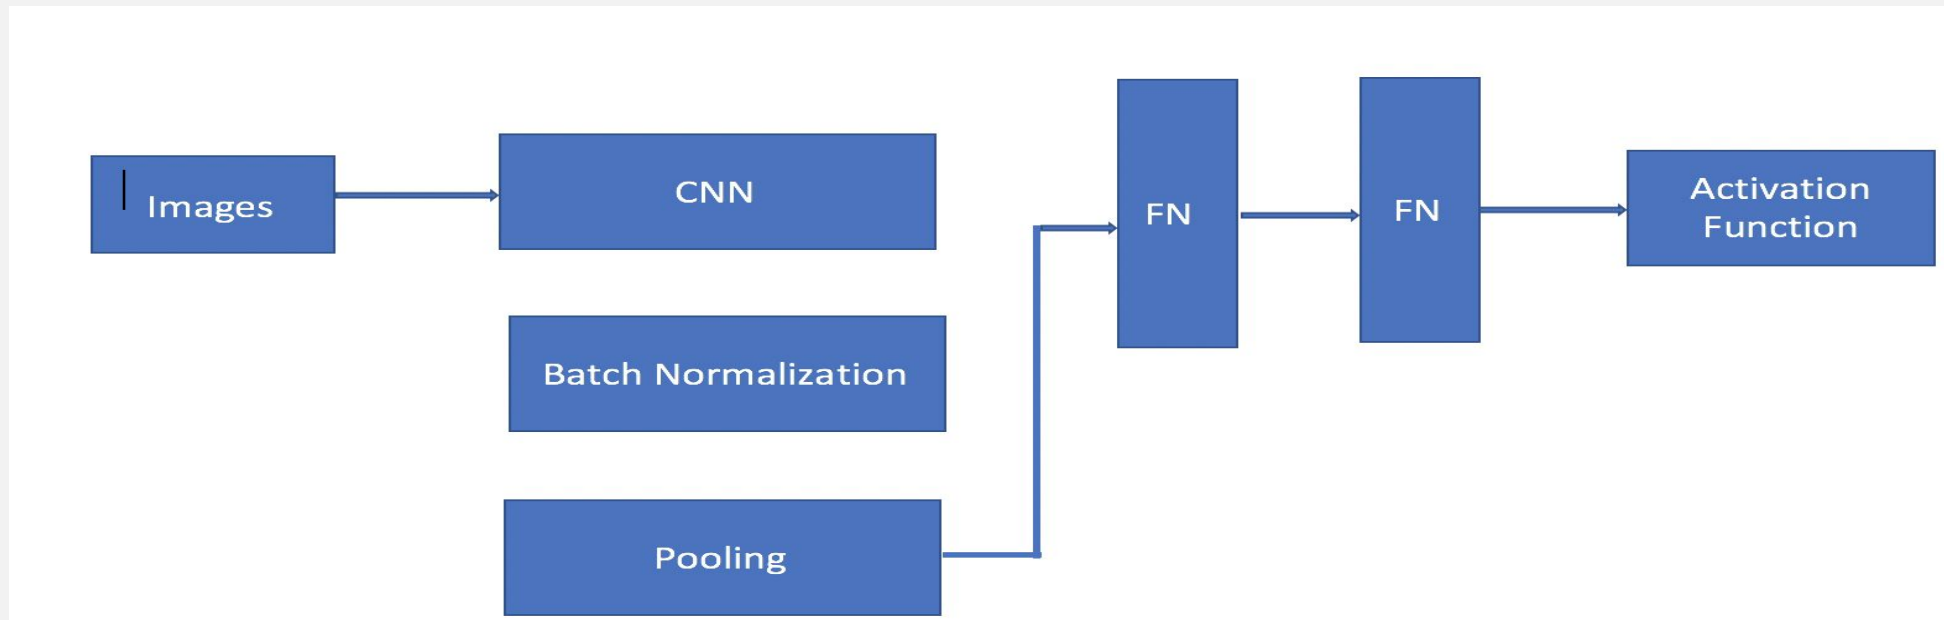 Images
CNN
Batch Normalization
Pooling
FN
FN
Activation
Function